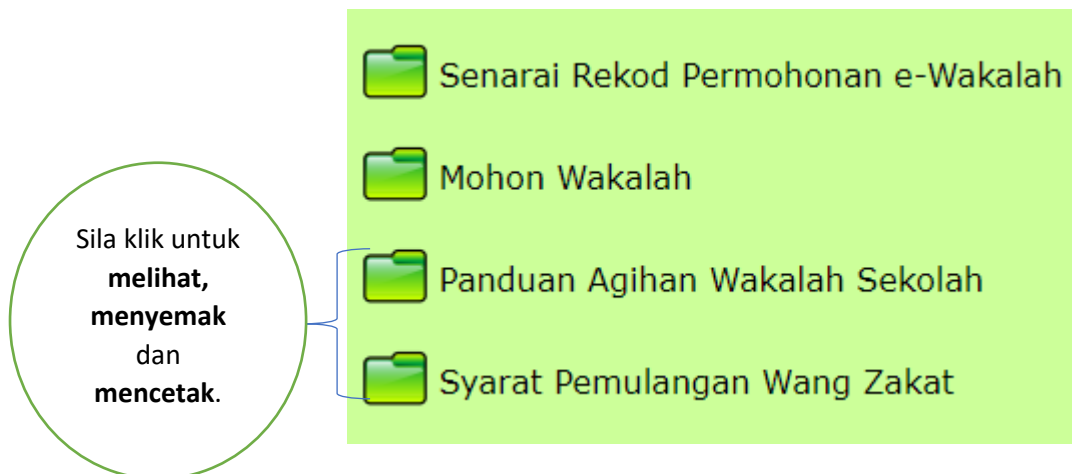 Senarai Rekod Permohonan e-Wakalah
Mohon Wakalah
Panduan Agihan Wakalah Sekolah
Syarat Pemulangan Wang Zakat
Sila klik untuk
melihat,
menyemak
dan
mencetak.